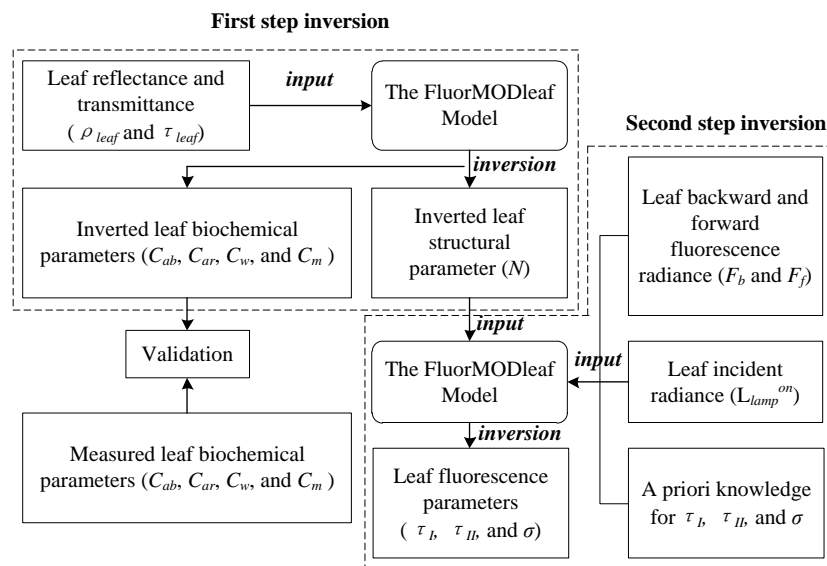 First step inversion
Leaf reflectance and
transmittance
( ρ leaf and τ leaf)
input
The FluorMODleaf
Model
inversion
Inverted leaf biochemical
parameters (Cab, Car, Cw, and Cm )
Inverted leaf
structural
parameter (N)
Second step inversion
Leaf backward and
forward
fluorescence
radiance (Fb and Ff)
input
Validation
The FluorMODleaf
Model
input
Leaf incident
radiance (Llamp^on)
inversion
Measured leaf biochemical
parameters (Cab, Car, Cw, and Cm )
Leaf fluorescence
parameters
( τ I, τ II, and σ)
A priori knowledge
for τ I, τ II, and σ